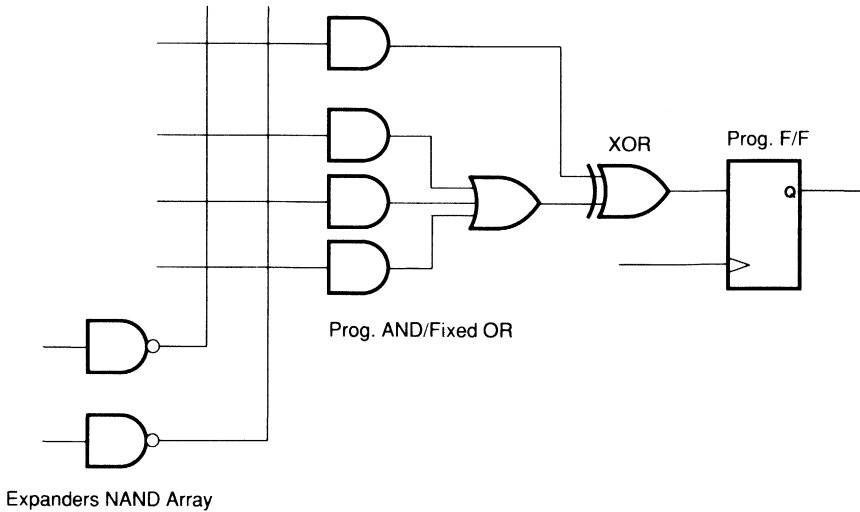 XOR
Prog. F/F
Q
Prog. AND/Fixed OR
Expanders NAND Array